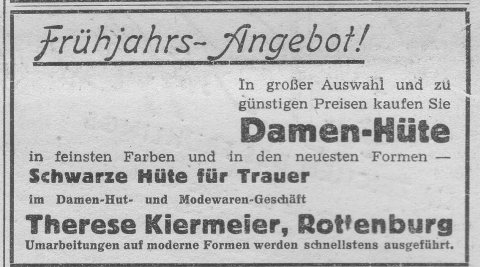 Frühjahrs-Angebot!
In großer Auswahl und zu
günstigen Preisen kaufen Sie
Damen-Hüte
in feinsten Farben und in den neuesten Formen —
Schwarze Hüte für Trauer
im Damen-Hut- und Modewaren-Geschäft
Therese Kiermeier, Rottenburg
Umarbeitungen auf moderne Formen werden schnellstens ausgeführt.